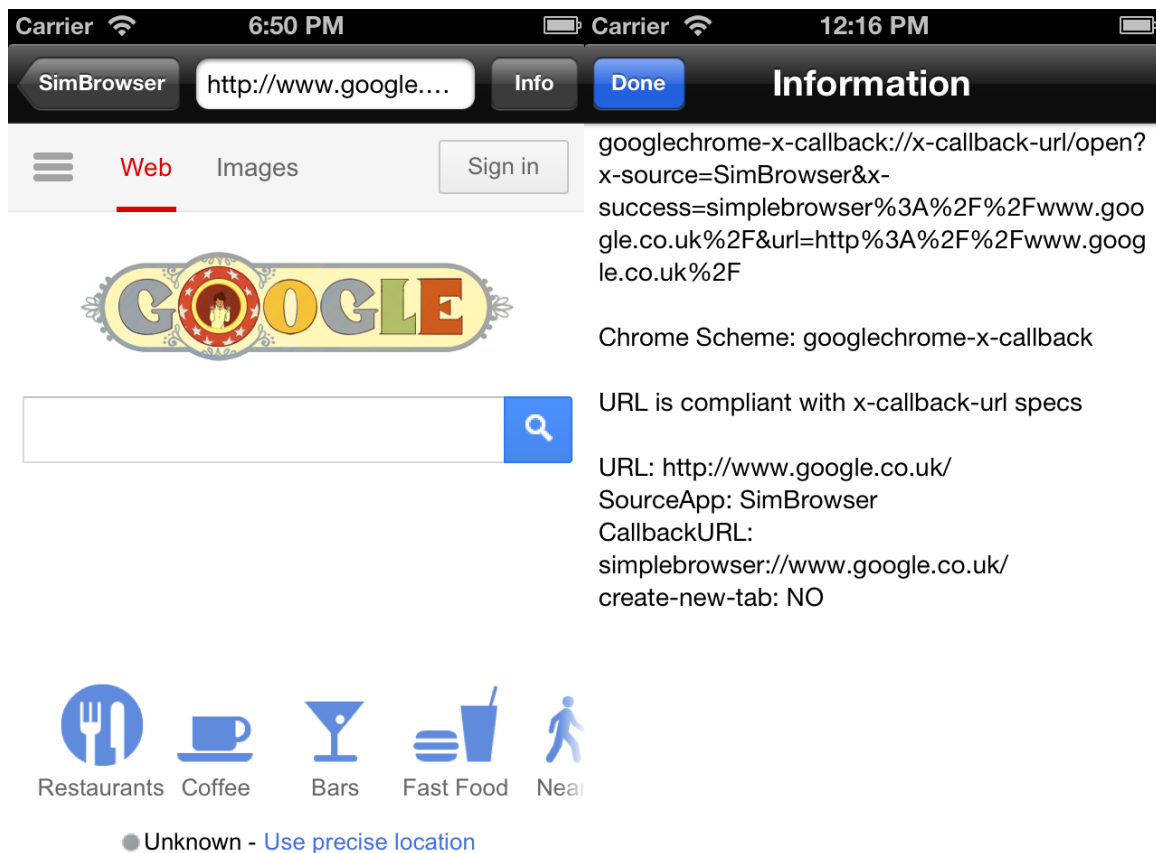 Carrier 6:50 PM
SimBrowser http://www.google.... Info
Web Images Sign in
GOOGLE
Restaurants Coffee Bars Fast Food Near
Unknown - Use precise location
Carrier 12:16 PM
Done Information
googlechrome-x-callback://x-callback-url/open?
x-source=SimBrowser&x-
success=simplebrowser%3A%2F%2Fwww.goo
gle.co.uk%2F&url=http%3A%2F%2Fwww.goog
le.co.uk%2F
Chrome Scheme: googlechrome-x-callback
URL is compliant with x-callback-url specs
URL: http://www.google.co.uk/
SourceApp: SimBrowser
CallbackURL:
simplebrowser://www.google.co.uk/
create-new-tab: NO